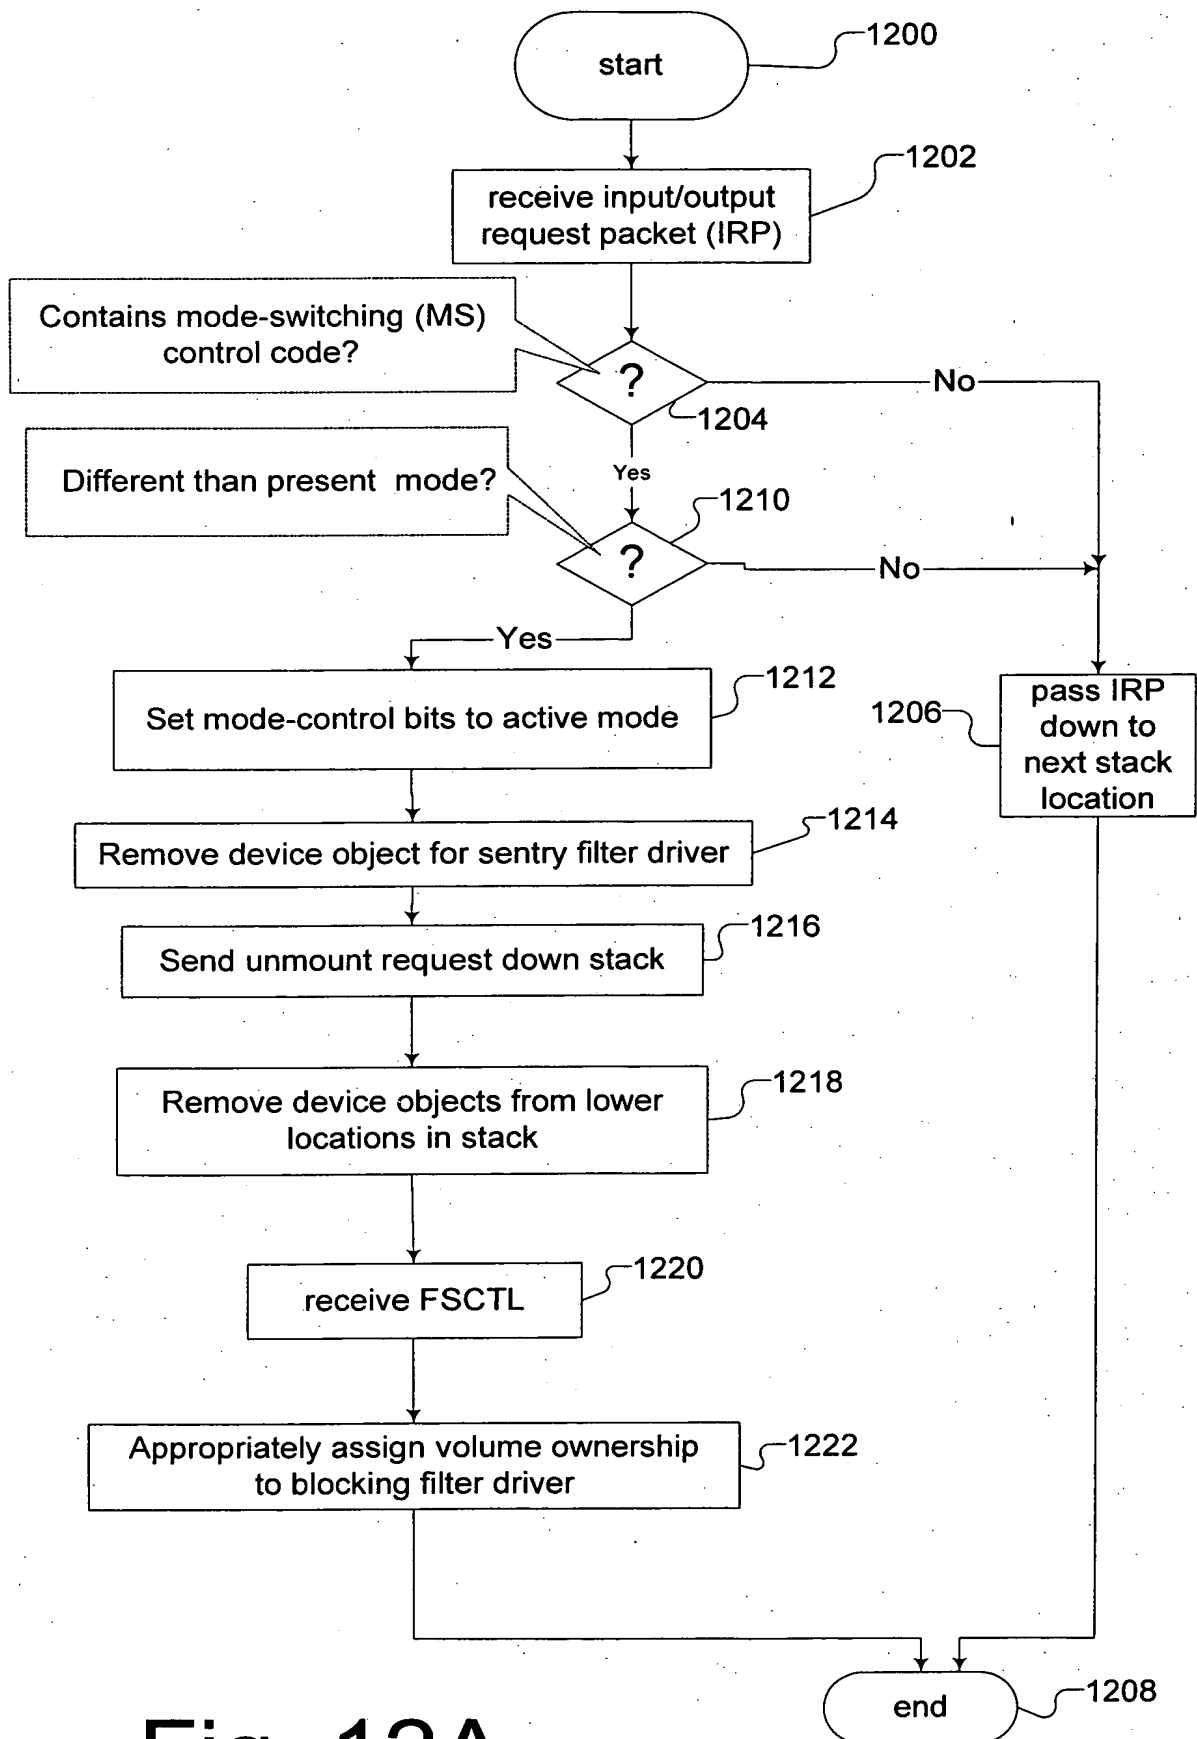 start
1200
receive input/output
request packet (IRP)
1202
Contains mode-switching (MS)
control code?
?
No
1204
Yes
Different than present mode?
1210
?
No
Yes
Set mode-control bits to active mode
1212
pass IRP
down to
next stack
location
1206
Remove device object for sentry filter driver
1214
Send unmount request down stack
1216
Remove device objects from lower
locations in stack
1218
receive FSCTL
1220
Appropriately assign volume ownership
to blocking filter driver
1222
end
1208
Fig. 12A